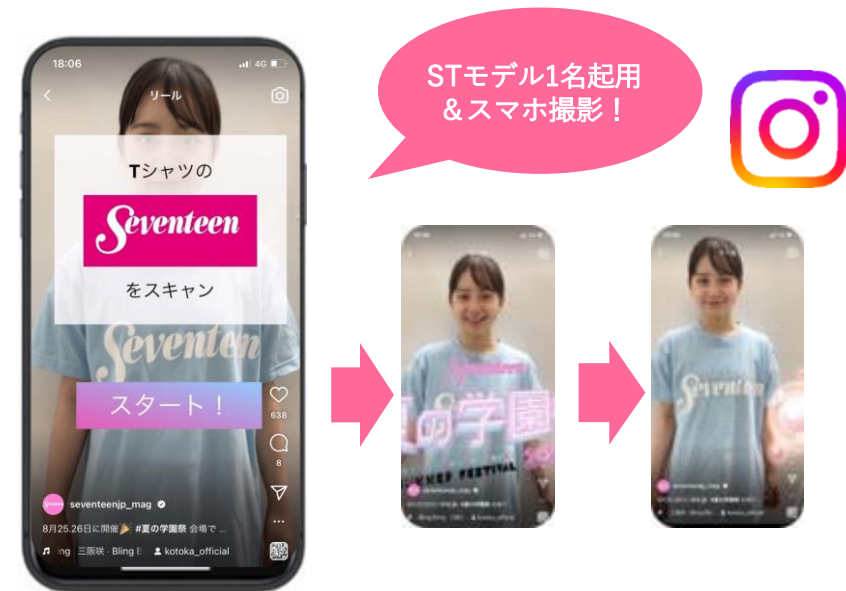 STモデル1名起用
＆スマホ撮影！
18:06
4G
リール
Tシャツの
Seventeen
をスキャン
Seventeen
スタート！
638
8
seventeenjp_mag
8月25.26日に開催🎉 #夏の学園祭 会場で ...
ing 三阪咲 · Bling B
kotoka_official
Seventeen
の学園
FESTIVAL
Seventeen